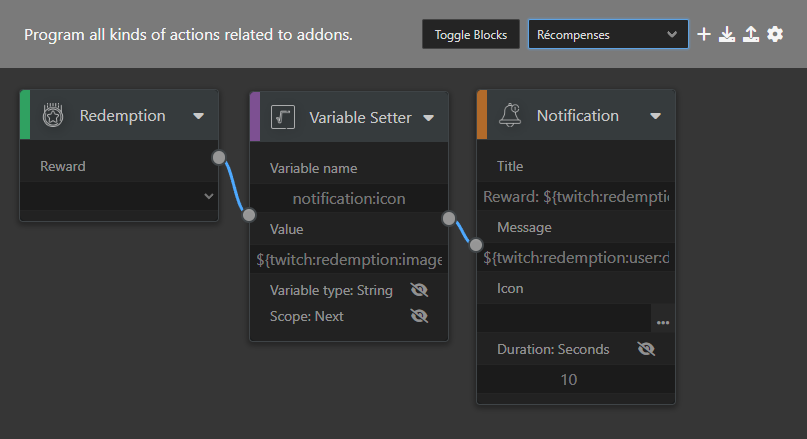 Program all kinds of actions related to addons.
Toggle Blocks
Récompenses
Redemption
Reward
Variable Setter
Variable name
notification:icon
Value
${twitch:redemption:image
Variable type: String
Scope: Next
Notification
Title
Reward: ${twitch:redemptio
Message
${twitch:redemption:user:d
Icon
...
Duration: Seconds
10